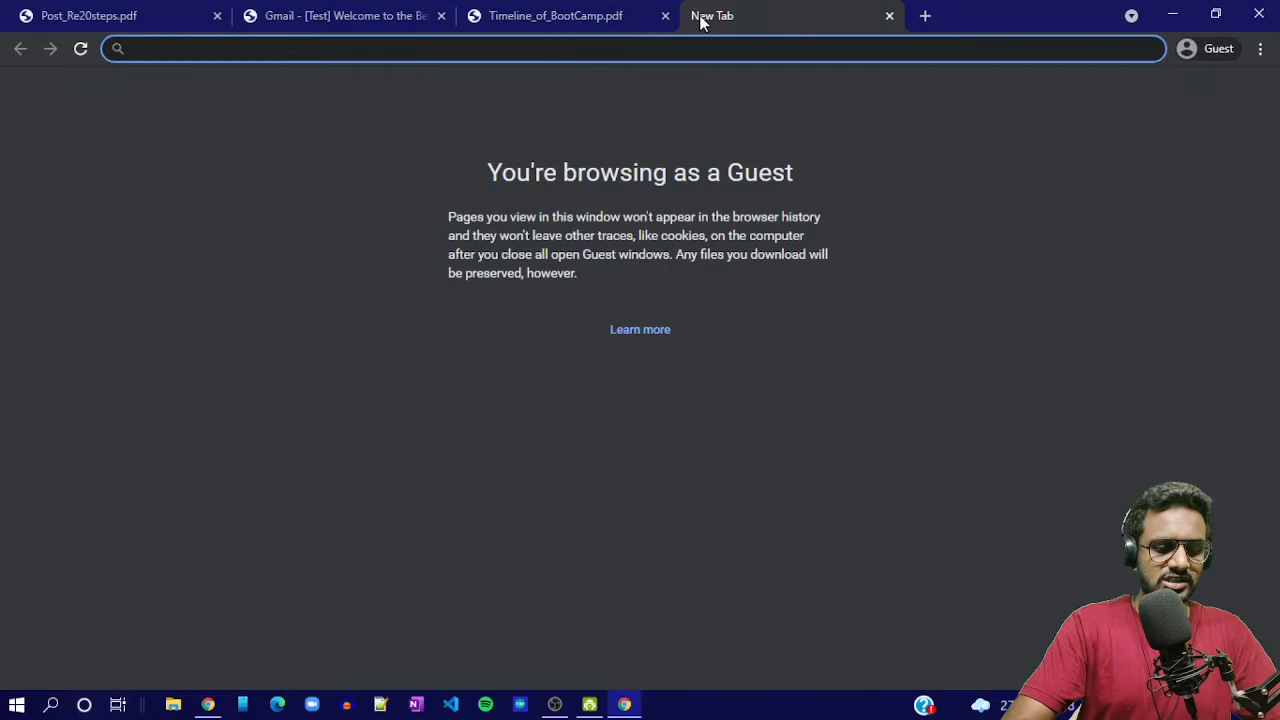 Post_Re20steps.pdf
Gmail - [Test] Welcome to the Be
Timeline_of_BootCamp.pdf
New Tab
Guest
You're browsing as a Guest
Pages you view in this window won't appear in the browser history
and they won't leave other traces, like cookies, on the computer
after you close all open Guest windows. Any files you download will
be preserved, however.
Learn more